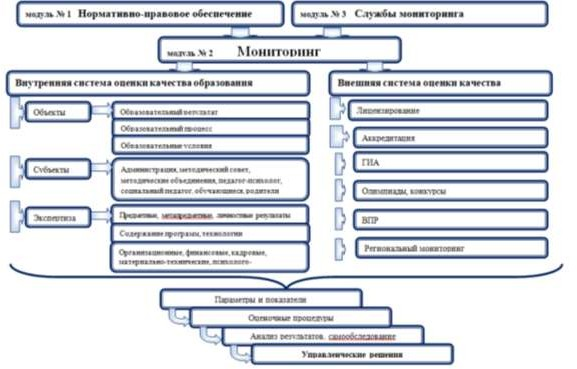 модуль № 1 Нормативно-правовое обеспечение
модуль № 3 Службы мониторинга
модуль № 2 Мониторинг
Внутренняя система оценки качества образования
Внешняя система оценки качества
Объекты
Образовательный результат
Образовательный процесс
Образовательные условия
Субъекты
Администрация, методический совет,
методические объединения, педагог-психолог,
социальный педагог, обучающиеся, родители
Экспертиза
Предметные, метапредметные, личностные результаты
Содержание программ, технологии
Организационные, финансовые, кадровые,
материально-технические, психолого-
Лицензирование
Аккредитация
ГИА
Олимпиады, конкурсы
ВПР
Региональный мониторинг
Параметры и показатели
Оценочные процедуры
Анализ результатов, самообследование
Управленческие решения